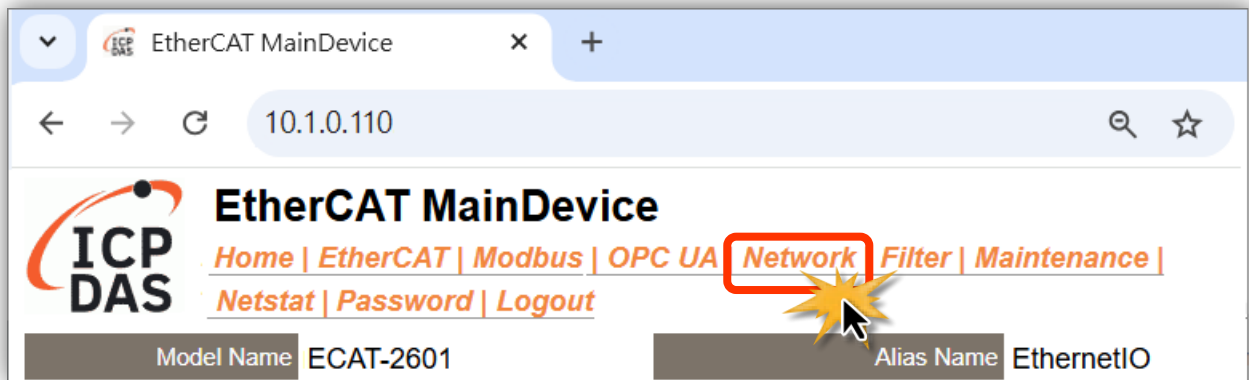 EtherCAT MainDevice
10.1.0.110
ICP
DAS
EtherCAT MainDevice
Home | EtherCAT | Modbus | OPC UA Network Filter | Maintenance |
Netstat | Password | Logout
Model Name ECAT-2601 Alias Name EthernetIO